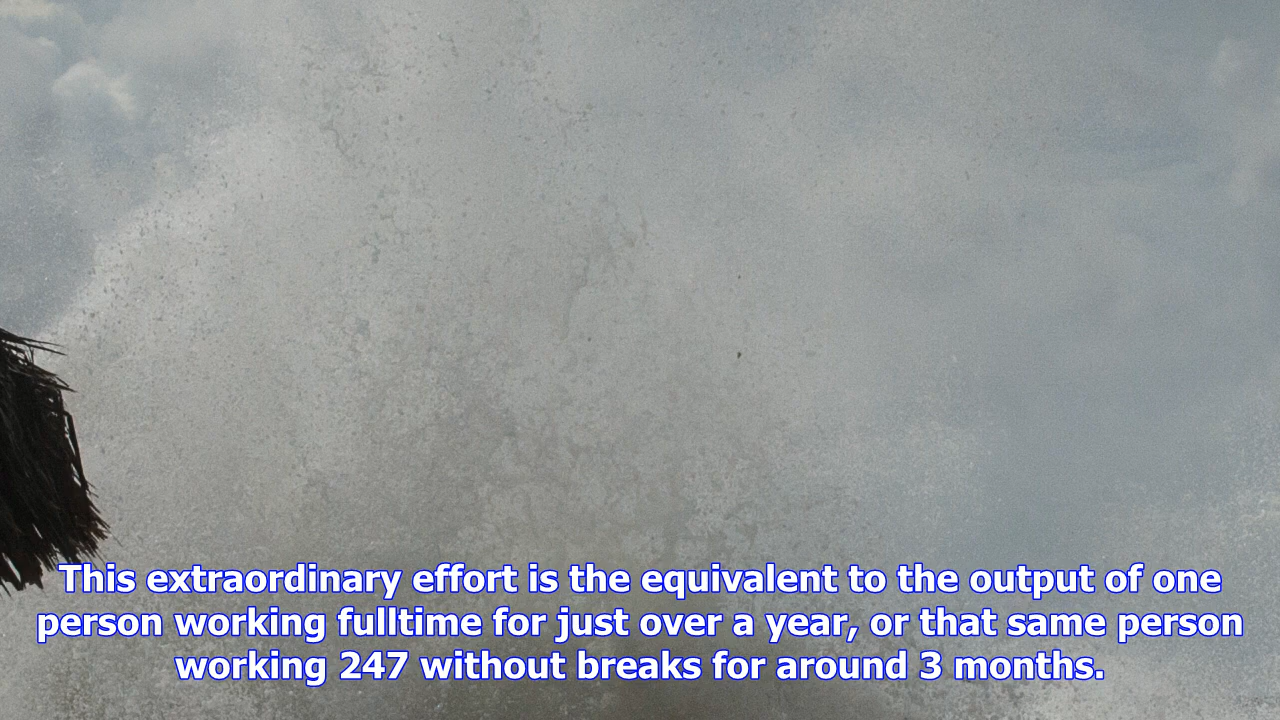 This extraordinary effort is the equivalent to the output of one
person working fulltime for just over a year, or that same person
working 247 without breaks for around 3 months.